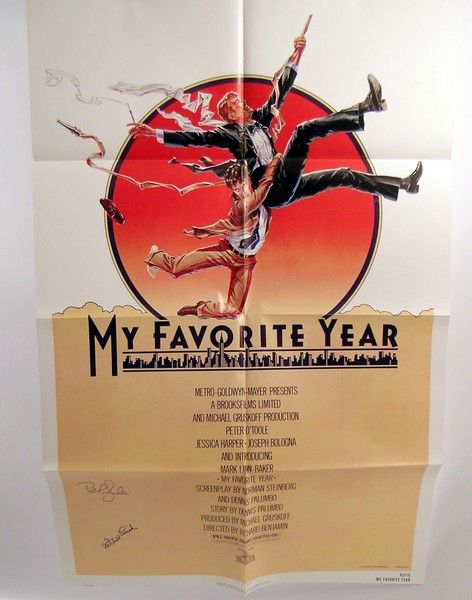 MY FAVORITE YEAR
METRO-GOLDWYN-MAYER PRESENTS
A BROOKSFILMS LIMITED
AND MICHAEL GRUSKOFF PRODUCTION
PETER O'TOOLE
JESSICA HARPER · JOSEPH BOLOGNA
AND INTRODUCING
MARK LINN-BAKER
· MY FAVORITE YEAR ·
SCREENPLAY BY NORMAN STEINBERG
AND DENNIS PALUMBO
STORY BY DENNIS PALUMBO
PRODUCED BY MICHAEL GRUSKOFF
DIRECTED BY RICHARD BENJAMIN
MY FAVORITE YEAR